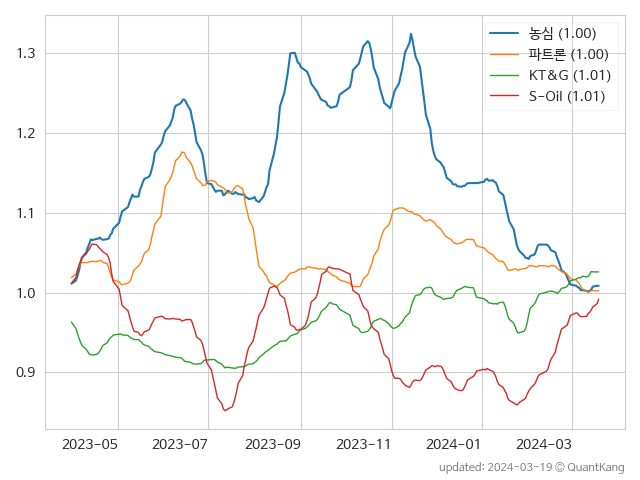 농심 (1.00)
파트론 (1.00)
KT&G (1.01)
S-Oil (1.01)
1.3
1.2
1.1
1.0
0.9
2023-05 2023-07 2023-09 2023-11 2024-01 2024-03
updated: 2024-03-19 © QuantKang